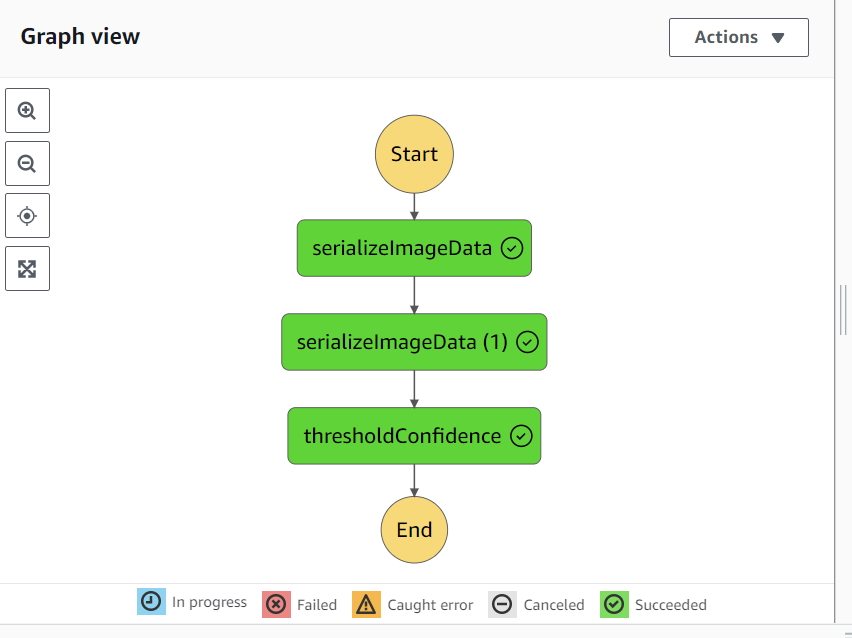 Graph view
Actions
Start
serializeImageData
serializeImageData (1)
thresholdConfidence
End
In progress
Failed
Caught error
Canceled
Succeeded